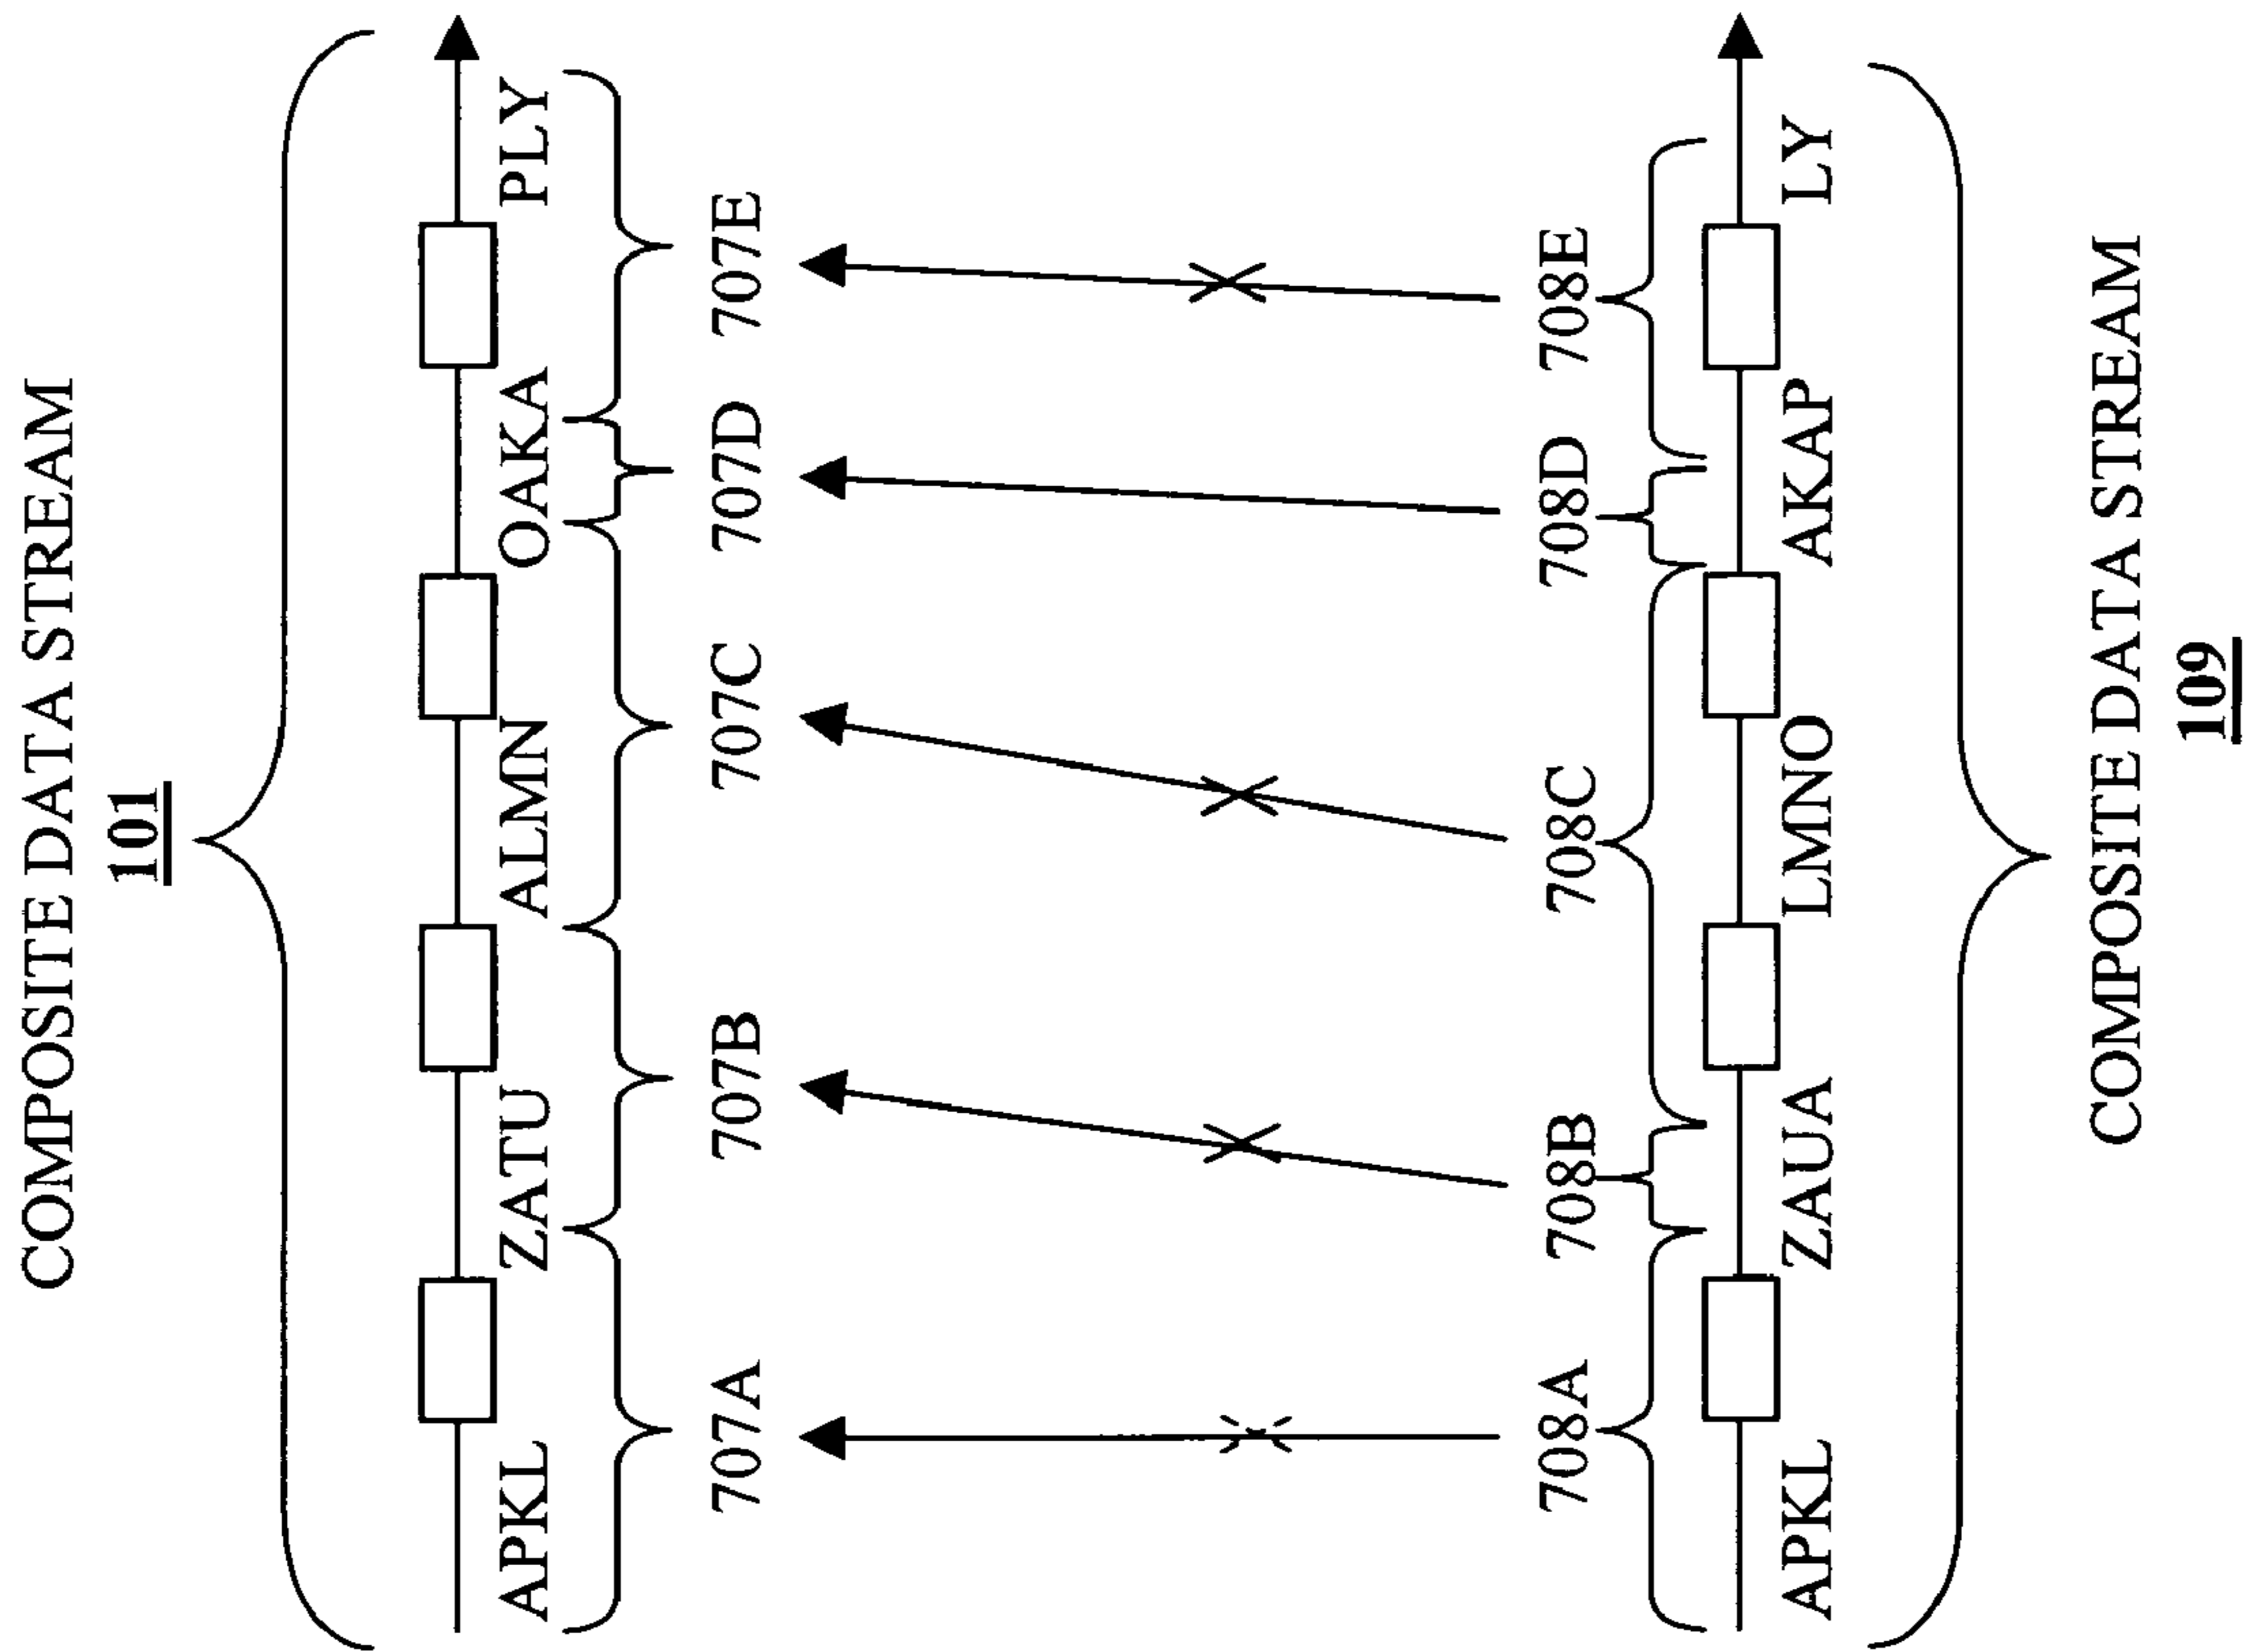 COMPOSITE DATA STREAM
101
APKL ZATU ALMN OAKA PLY
707A 707B 707C 707D 707E
708A 708B 708C 708D 708E
APKL ZAUA LMNO AKAP LY
COMPOSITE DATA STREAM
109